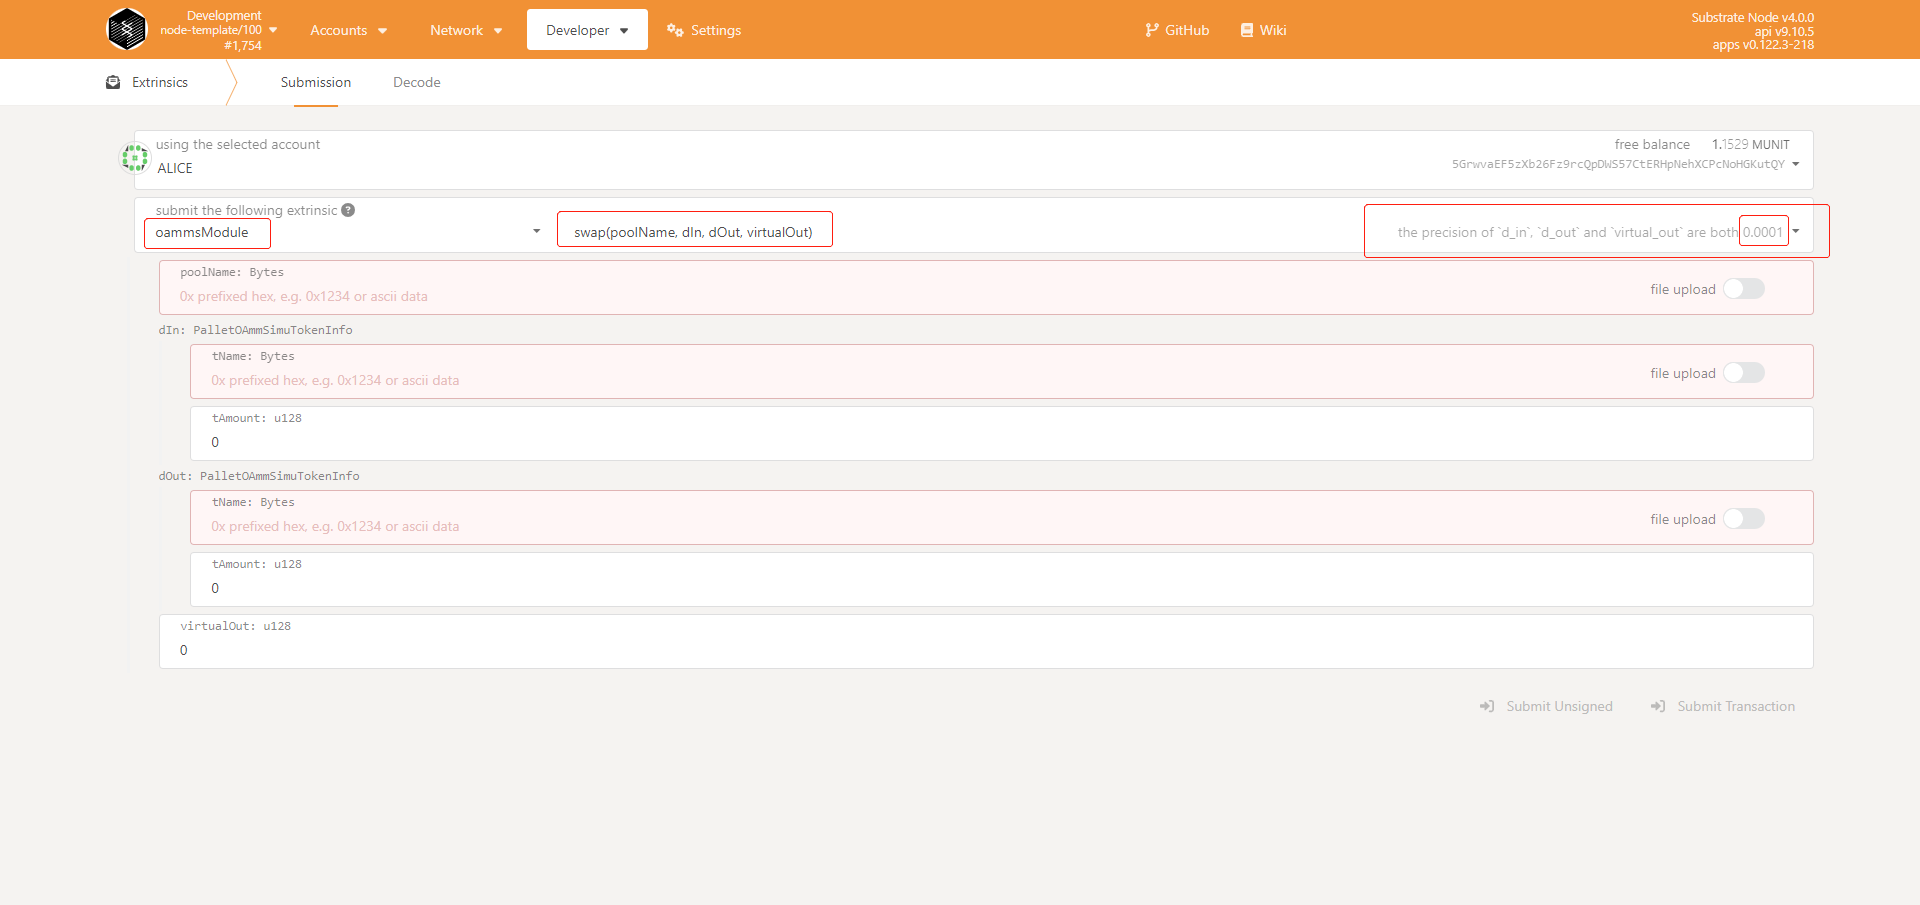 Development
node-template/100
#1,754
Accounts
Network
Developer
Settings
GitHub
Wiki
Substrate Node v4.0.0
api v9.10.5
apps v0.122.3-218
Extrinsics
Submission
Decode
using the selected account
ALICE
free balance 1.1529 MUNIT
5GrwvaEF5zXb26Fz9rcQpDWS57CtERHpNehXCPcNoHGKutQY
submit the following extrinsic ?
oammsModule
swap(poolName, dIn, dOut, virtualOut)
the precision of `d_in`, `d_out` and `virtual_out` are both 0.0001
poolName: Bytes
0x prefixed hex, e.g. 0x1234 or ascii data
file upload
dIn: PalletOAmmSimuTokenInfo
tName: Bytes
0x prefixed hex, e.g. 0x1234 or ascii data
file upload
tAmount: u128
0
dOut: PalletOAmmSimuTokenInfo
tName: Bytes
0x prefixed hex, e.g. 0x1234 or ascii data
file upload
tAmount: u128
0
virtualOut: u128
0
Submit Unsigned
Submit Transaction